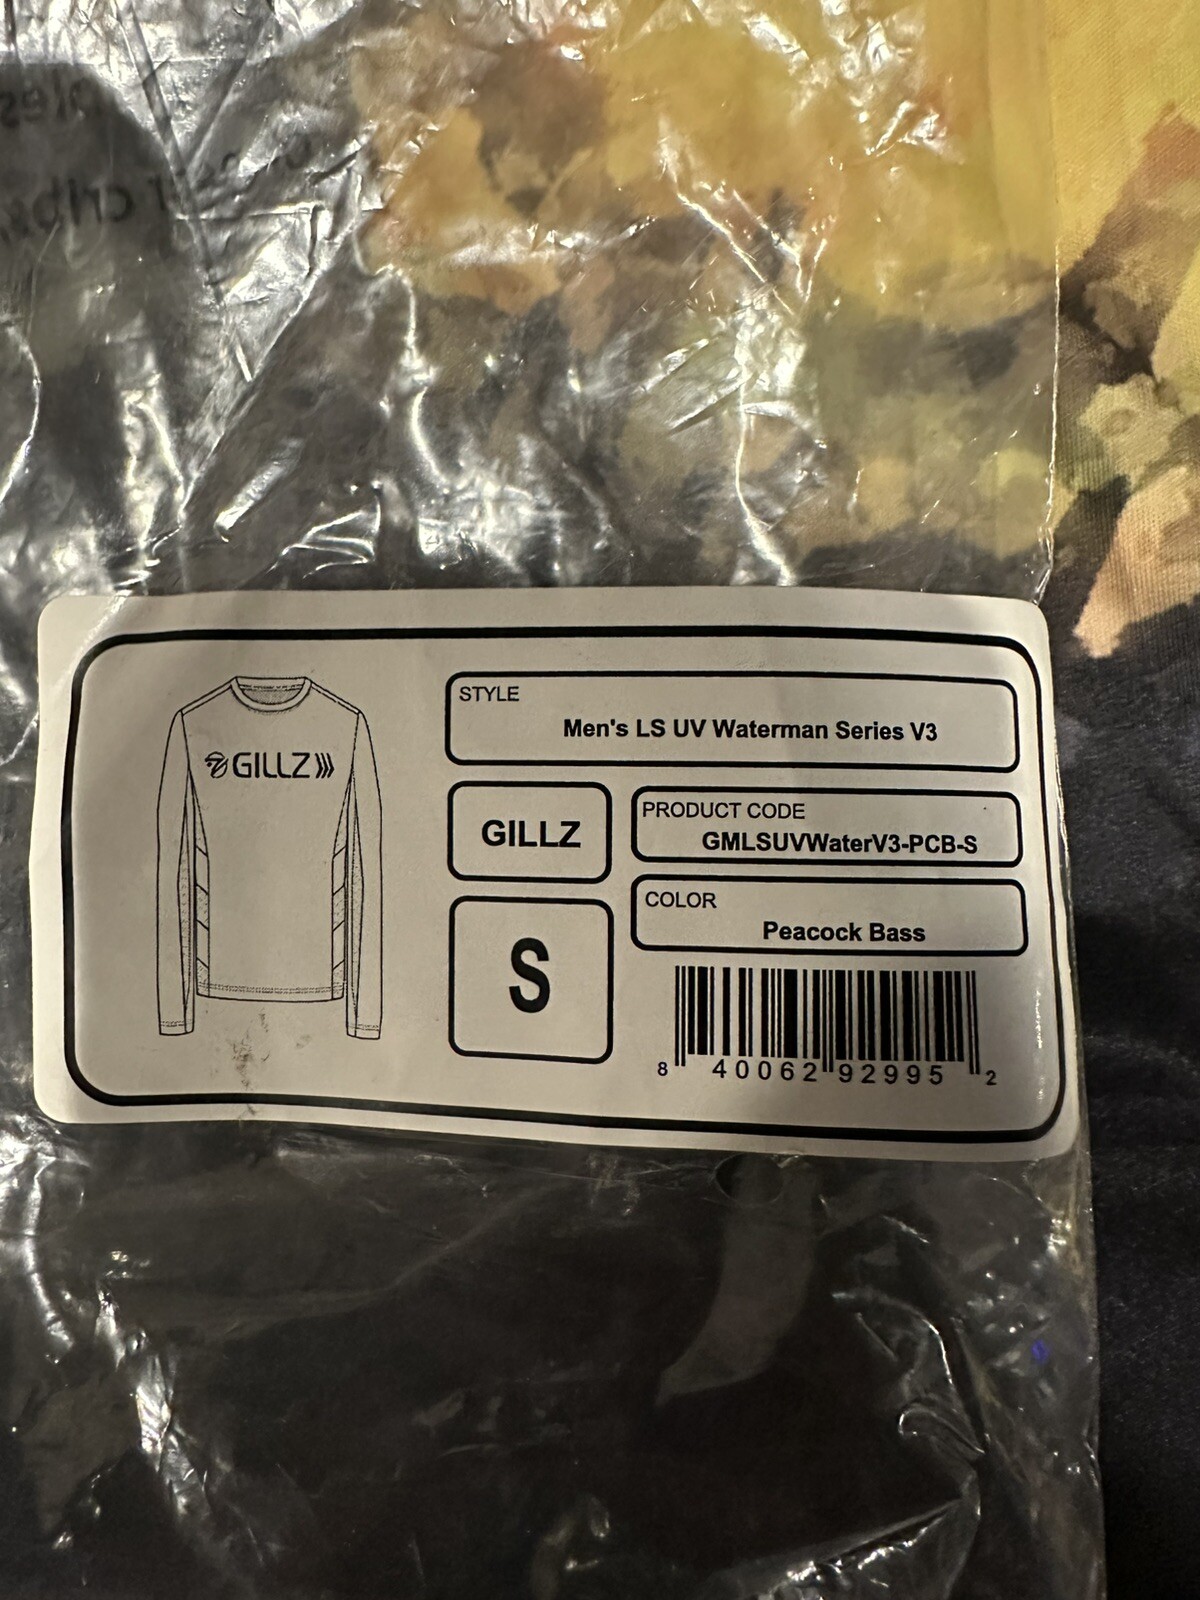 STYLE
Men's LS UV Waterman Series V3
GILLZ
GILLZ
PRODUCT CODE
GMLSUVWaterV3-PCB-S
S
COLOR
Peacock Bass
8 40062 92995 2